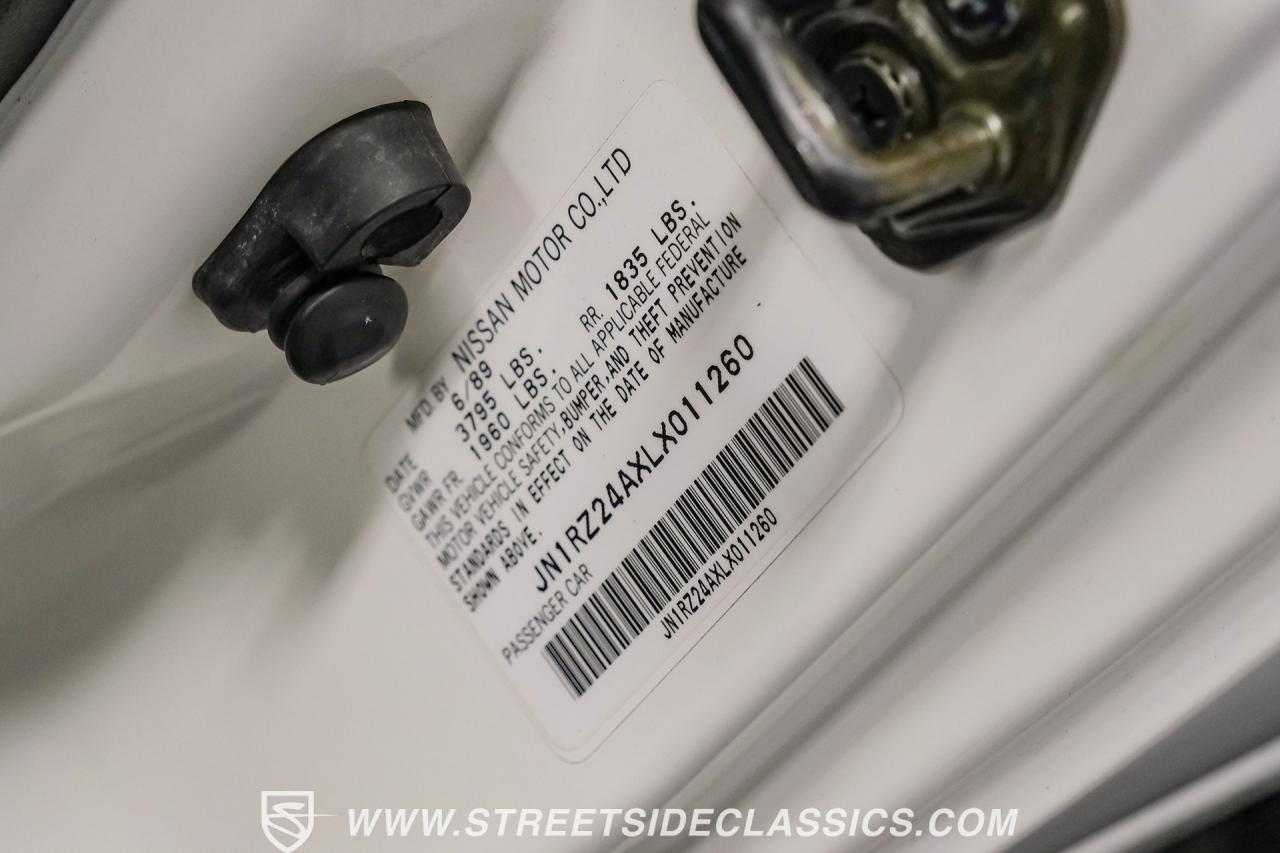 MFD BY NISSAN MOTOR CO.,LTD
DATE 6/89
GVWR 3795 LBS.
GAWR FR. 1960 LBS. RR. 1835 LBS.
THIS VEHICLE CONFORMS TO ALL APPLICABLE FEDERAL
MOTOR VEHICLE SAFETY,BUMPER,AND THEFT PREVENTION
STANDARDS IN EFFECT ON THE DATE OF MANUFACTURE
SHOWN ABOVE.
JN1RZ24AXLX011260
PASSENGER CAR
JN1RZ24AXLX011260
WWW.STREETSIDECLASSICS.COM